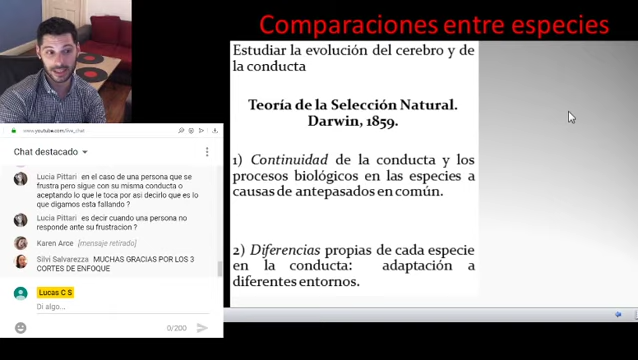 Comparaciones entre especies
Estudiar la evolución del cerebro y de
la conducta
Teoría de la Selección Natural.
Darwin, 1859.
1) Continuidad de la conducta y los
procesos biológicos en las especies a
causas de antepasados en común.
2) Diferencias propias de cada especie
en la conducta: adaptación a
diferentes entornos.
www.youtube.com/live_chat
Chat destacado
Lucia Pittari en el caso de una persona que se
frustra pero sigue con su misma conducta o
aceptando lo que le toca por asi decirlo que es lo
que digamos esta fallando ?
Lucia Pittari es decir cuando una persona no
responde ante su frustracion ?
Karen Arce [mensaje retirado]
Silvi Salvarezza MUCHAS GRACIAS POR LOS 3
CORTES DE ENFOQUE
Lucas C S
Di algo...
0/200